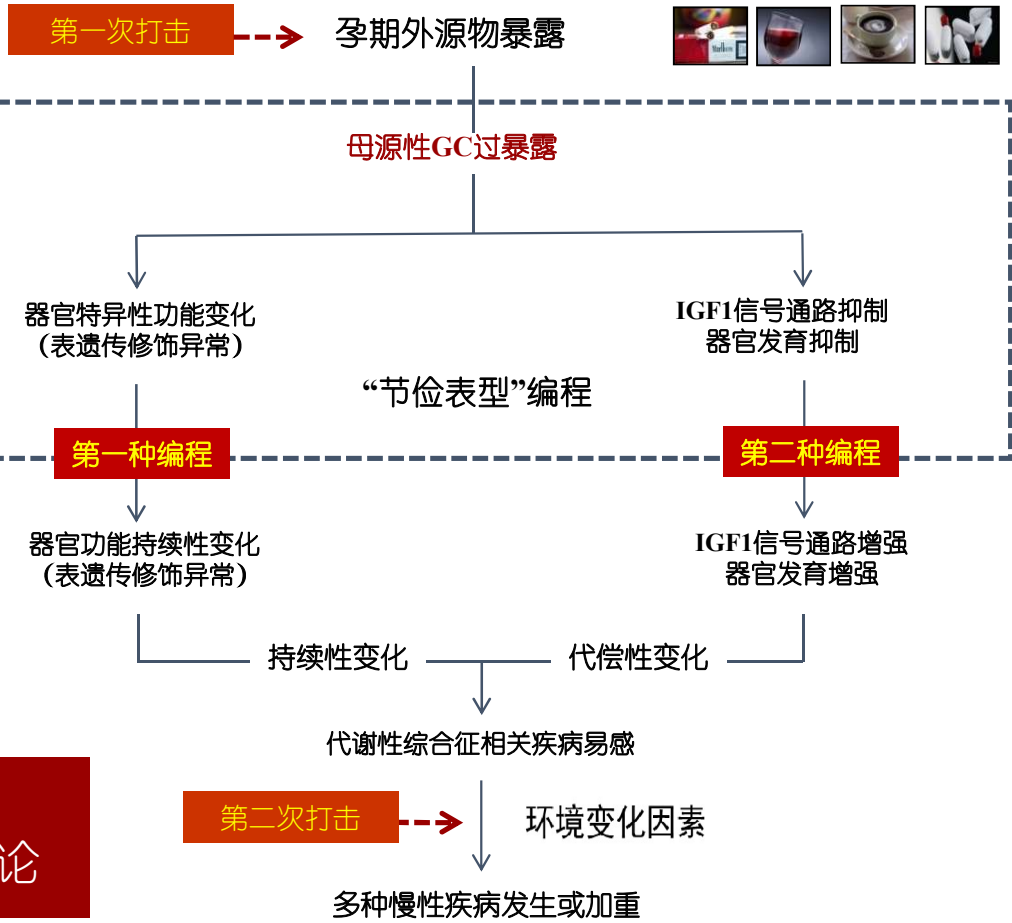 第一次打击
孕期外源物暴露
母源性GC过暴露
器官特异性功能变化
（表遗传修饰异常）
IGF1信号通路抑制
器官发育抑制
“节俭表型”编程
第一种编程
第二种编程
器官功能持续性变化
（表遗传修饰异常）
IGF1信号通路增强
器官发育增强
持续性变化
代偿性变化
代谢性综合征相关疾病易感
第二次打击
环境变化因素
论
多种慢性疾病发生或加重